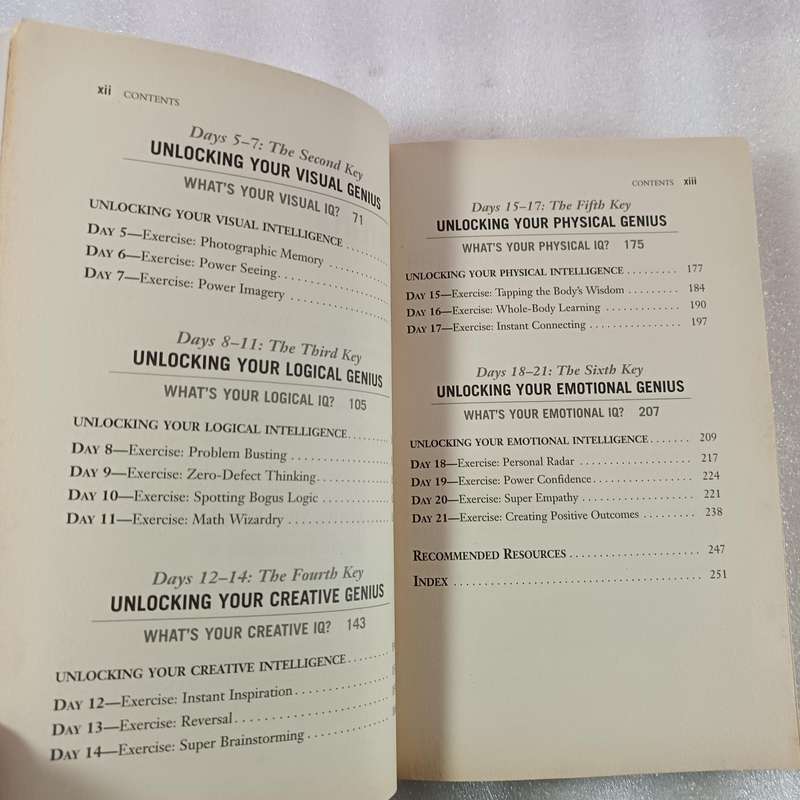 xii CONTENTS
Days 5–7: The Second Key
UNLOCKING YOUR VISUAL GENIUS
WHAT'S YOUR VISUAL IQ? 71
UNLOCKING YOUR VISUAL INTELLIGENCE..........
DAY 5—Exercise: Photographic Memory..........
DAY 6—Exercise: Power Seeing..........
DAY 7—Exercise: Power Imagery..........
Days 8–11: The Third Key
UNLOCKING YOUR LOGICAL GENIUS
WHAT'S YOUR LOGICAL IQ? 105
UNLOCKING YOUR LOGICAL INTELLIGENCE.....
DAY 8—Exercise: Problem Busting..........
DAY 9—Exercise: Zero-Defect Thinking..........
DAY 10—Exercise: Spotting Bogus Logic..........
DAY 11—Exercise: Math Wizardry..........
Days 12–14: The Fourth Key
UNLOCKING YOUR CREATIVE GENIUS
WHAT'S YOUR CREATIVE IQ? 143
UNLOCKING YOUR CREATIVE INTELLIGENCE.....
DAY 12—Exercise: Instant Inspiration..........
DAY 13—Exercise: Reversal..........
DAY 14—Exercise: Super Brainstorming..........
CONTENTS xiii
Days 15–17: The Fifth Key
UNLOCKING YOUR PHYSICAL GENIUS
WHAT'S YOUR PHYSICAL IQ? 175
UNLOCKING YOUR PHYSICAL INTELLIGENCE......... 177
DAY 15—Exercise: Tapping the Body's Wisdom......... 184
DAY 16—Exercise: Whole-Body Learning............. 190
DAY 17—Exercise: Instant Connecting............... 197
Days 18–21: The Sixth Key
UNLOCKING YOUR EMOTIONAL GENIUS
WHAT'S YOUR EMOTIONAL IQ? 207
UNLOCKING YOUR EMOTIONAL INTELLIGENCE....... 209
DAY 18—Exercise: Personal Radar.................. 217
DAY 19—Exercise: Power Confidence................ 224
DAY 20—Exercise: Super Empathy................... 221
DAY 21—Exercise: Creating Positive Outcomes......... 238
RECOMMENDED RESOURCES...................... 247
INDEX....................................... 251